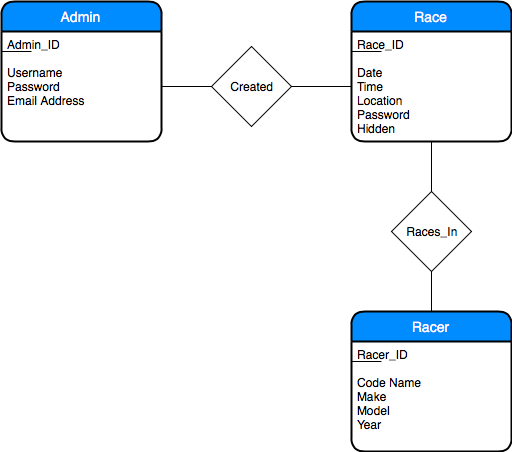 Admin
Admin_ID
Username
Password
Email Address
Created
Race
Race_ID
Date
Time
Location
Password
Hidden
Races_In
Racer
Racer_ID
Code Name
Make
Model
Year